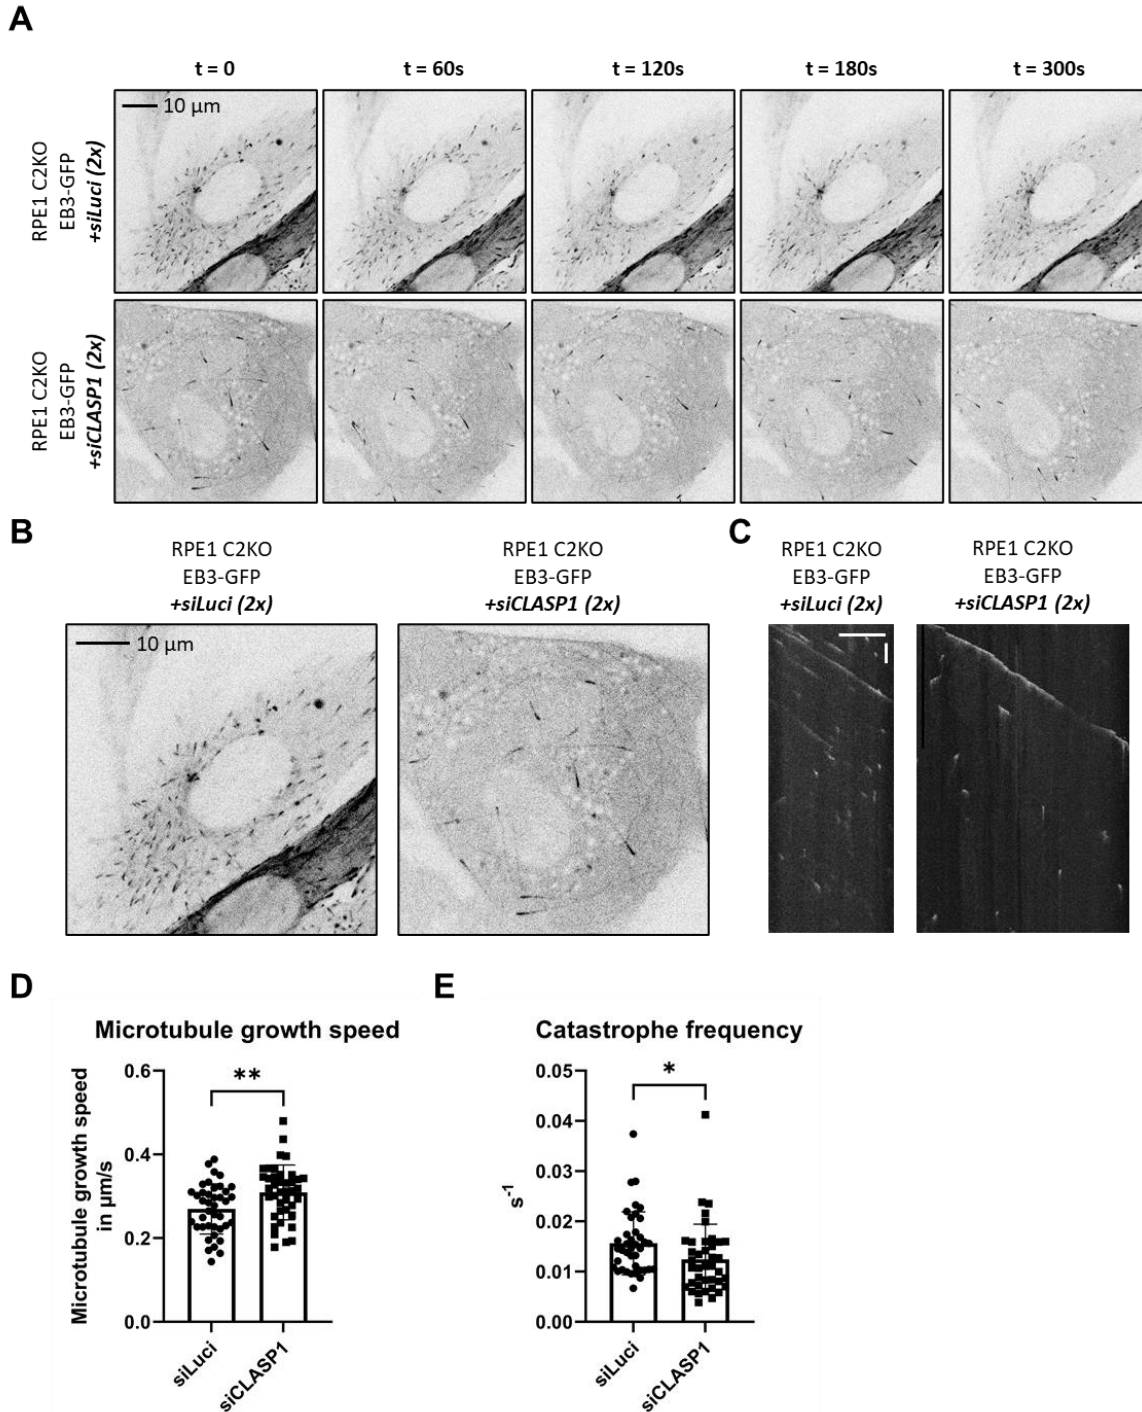 A
t = 0
t = 60s
t = 120s
t = 180s
t = 300s
RPE1 C2KO
EB3-GFP
+siLuci (2x)
10 µm
RPE1 C2KO
EB3-GFP
+siCLASP1 (2x)
B
RPE1 C2KO
EB3-GFP
+siLuci (2x)
10 µm
RPE1 C2KO
EB3-GFP
+siCLASP1 (2x)
C
RPE1 C2KO
EB3-GFP
+siLuci (2x)
RPE1 C2KO
EB3-GFP
+siCLASP1 (2x)
D
Microtubule growth speed
Microtubule growth speed
in µm/s
0.6
0.4
0.2
0.0
**
siLuci
siCLASP1
E
Catastrophe frequency
s⁻¹
0.05
0.04
0.03
0.02
0.01
0.00
*
siLuci
siCLASP1